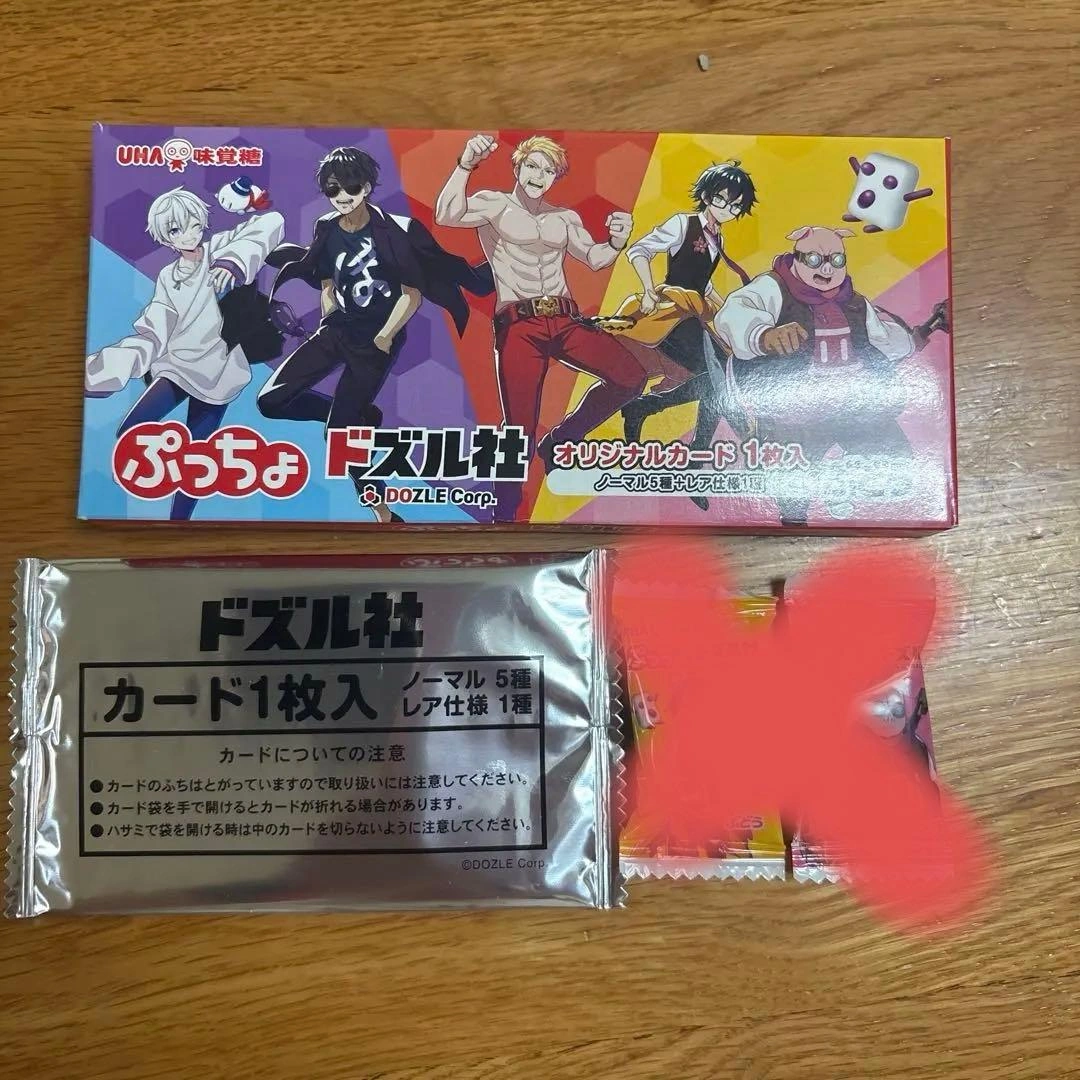 UHA味覚糖
ぼ
ぷっちょ
ドズル社
DOZLE Corp.
オリジナルカード 1枚入
ノーマル5種+レア仕様1種
ドズル社
カード1枚入
ノーマル 5種
レア仕様 1種
カードについての注意
●カードのふちはとがっていますので取り扱いには注意してください。
●カード袋を手で開けるとカードが折れる場合があります。
●ハサミで袋を開ける時は中のカードを切らないように注意してください。
©DOZLE Corp.
ぶどう